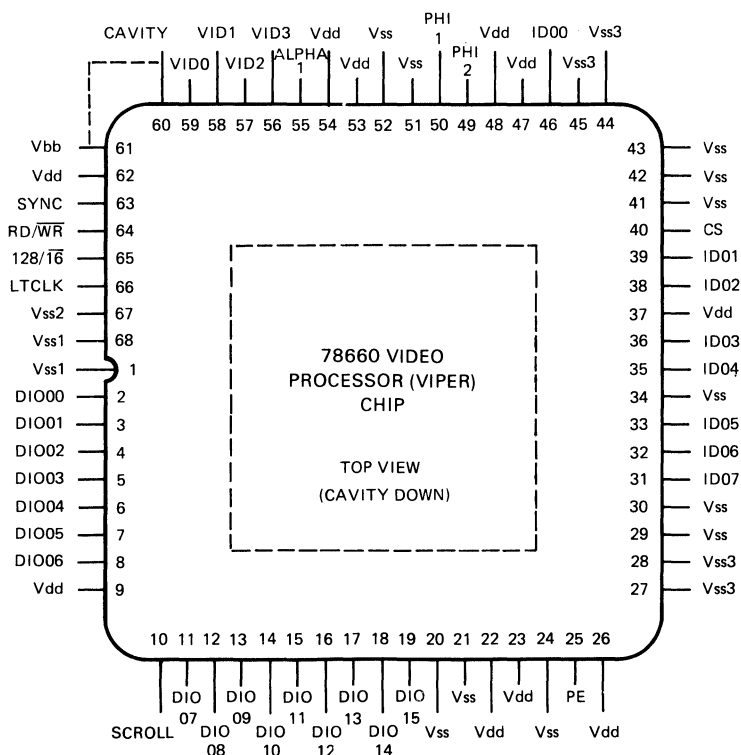 PHI
CAVITY VID1 VID3 Vdd Vss 1 Vdd ID00 Vss3
VID0 VID2 ALPHA 1 Vdd Vss PHI 2 Vdd Vss3
60 59 58 57 56 55 54 53 52 51 50 49 48 47 46 45 44
Vbb 61 43 Vss
Vdd 62 42 Vss
SYNC 63 41 Vss
RD/W̅R̅ 64 40 CS
128/1̅6̅ 65 39 ID01
LTCLK 66 38 ID02
Vss2 67 37 Vdd
Vss1 68 36 ID03
Vss1 1 35 ID04
DIO00 2 34 Vss
DIO01 3 33 ID05
DIO02 4 32 ID06
DIO03 5 31 ID07
DIO04 6 30 Vss
DIO05 7 29 Vss
DIO06 8 28 Vss3
Vdd 9 27 Vss3
78660 VIDEO
PROCESSOR (VIPER)
CHIP
TOP VIEW
(CAVITY DOWN)
10 11 12 13 14 15 16 17 18 19 20 21 22 23 24 25 26
DIO 07 DIO 09 DIO 11 DIO 13 DIO 15 Vss Vdd PE
SCROLL DIO 08 DIO 10 DIO 12 DIO 14 Vss Vdd Vss Vdd